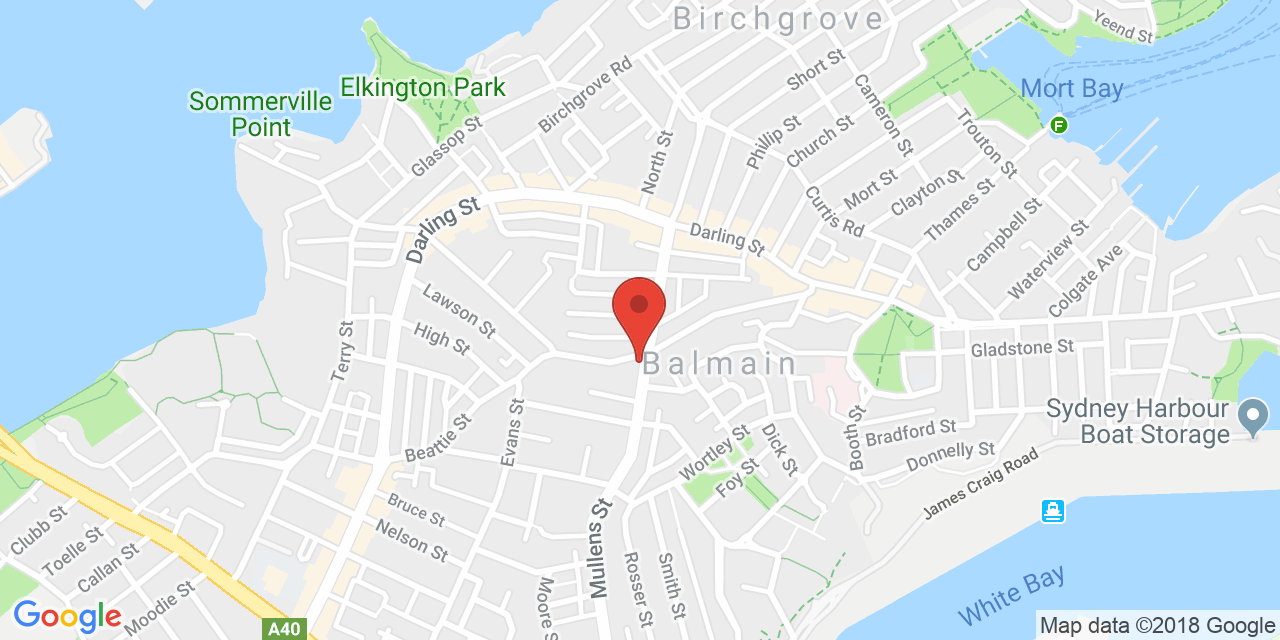 Birchgrove
Yeend St
Short St
Elkington Park
Birchgrove Rd
Mort Bay
Sommerville
Point
F
Cameron St
Trouton St
Glassop St
North St
Phillip St
Church St
Mort St
Clayton St
Thames St
Curtis Rd
Campbell St
Darling St
Darling St
Waterview St
Colgate Ave
Lawson St
High St
Terry St
Balmain
Gladstone St
Sydney Harbour
Boat Storage
Beattie St
Evans St
Wortley St
Dick St
Booth St
Bradford St
Donnelly St
Foy St
James Craig Road
Bruce St
Nelson St
Mullens St
Clubb St
Toelle St
Callan St
Moodie St
Moore S
Rosser St
Smith St
White Bay
Google
A40
Map data ©2018 Google